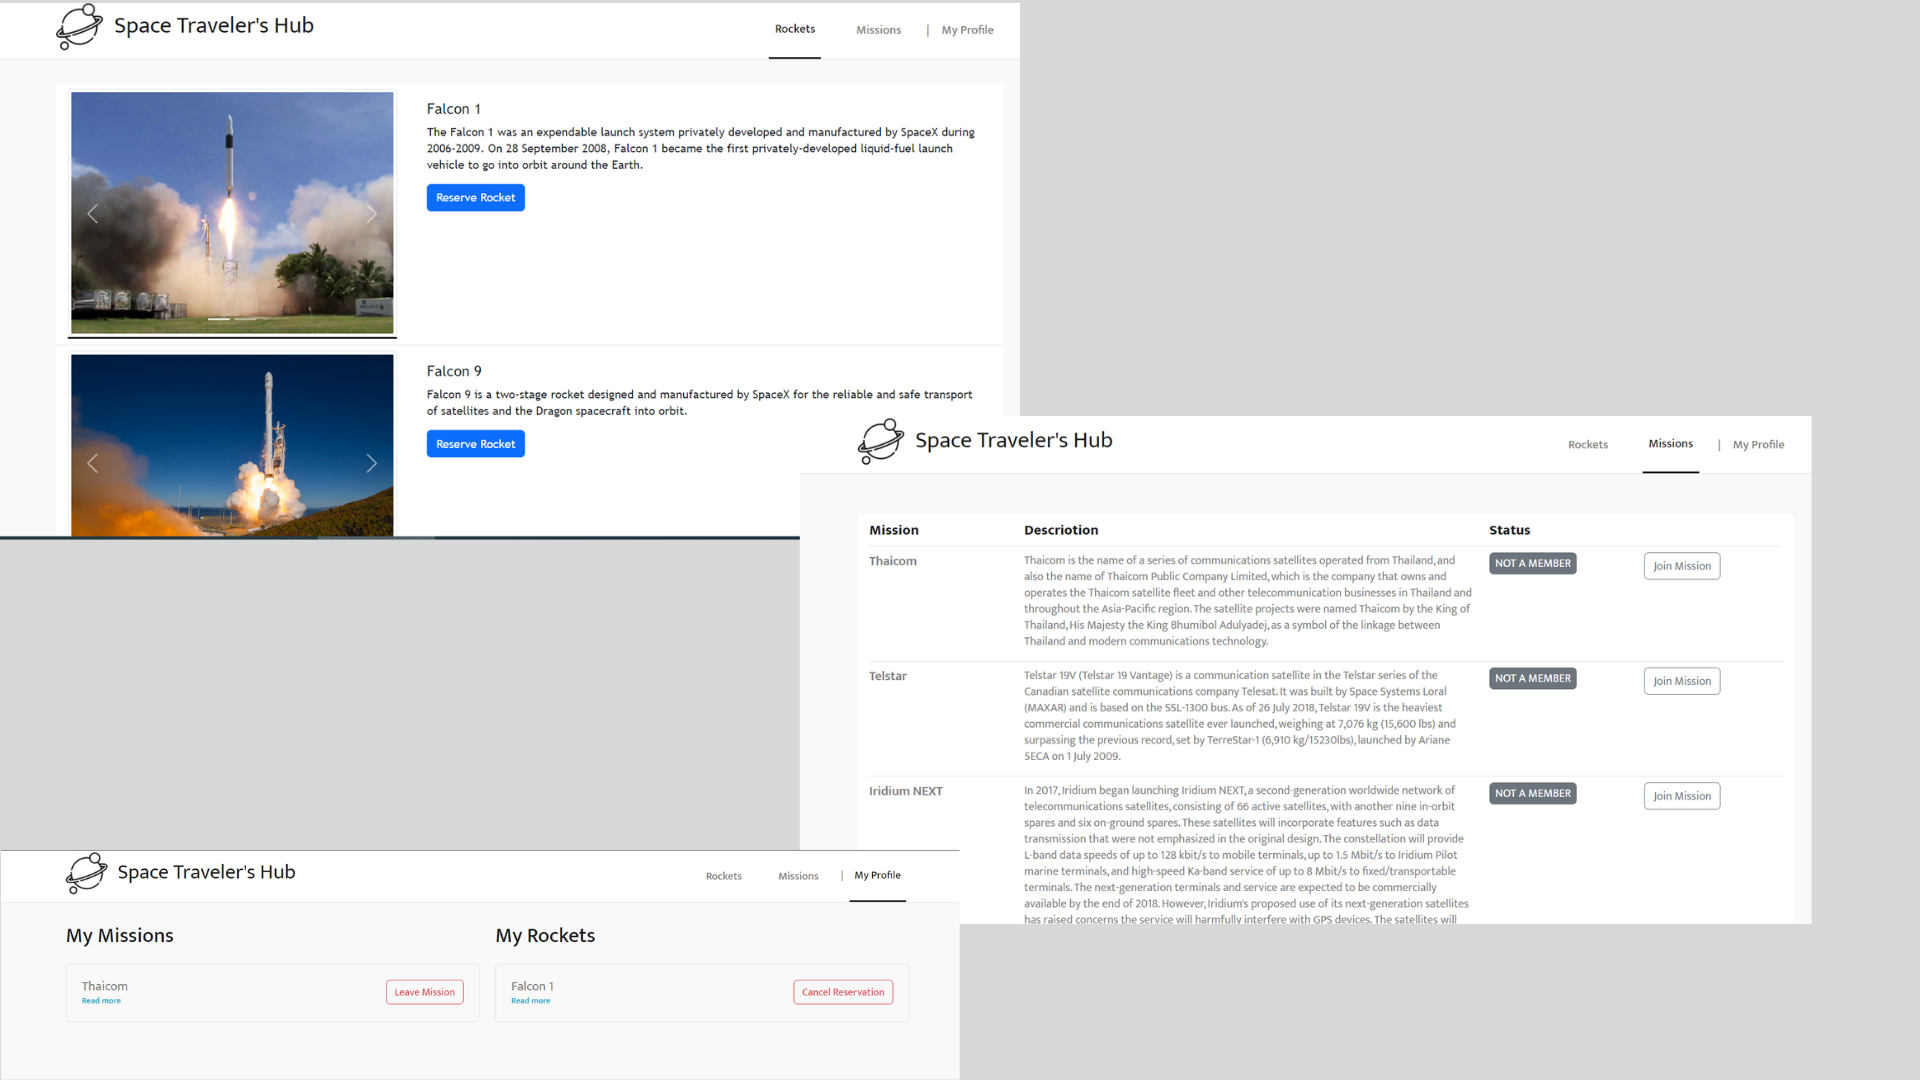 Space Traveler's Hub
Rockets
Missions
| My Profile
Falcon 1
The Falcon 1 was an expendable launch system privately developed and manufactured by SpaceX during
2006-2009. On 28 September 2008, Falcon 1 became the first privately-developed liquid-fuel launch
vehicle to go into orbit around the Earth.
Reserve Rocket
Falcon 9
Falcon 9 is a two-stage rocket designed and manufactured by SpaceX for the reliable and safe transport
of satellites and the Dragon spacecraft into orbit.
Reserve Rocket
Space Traveler's Hub
Rockets
Missions
| My Profile
Mission
Descriotion
Status
Thaicom
Thaicom is the name of a series of communications satellites operated from Thailand, and
also the name of Thaicom Public Company Limited, which is the company that owns and
operates the Thaicom satellite fleet and other telecommunication businesses in Thailand and
throughout the Asia-Pacific region. The satellite projects were named Thaicom by the King of
Thailand, His Majesty the King Bhumibol Adulyadej, as a symbol of the linkage between
Thailand and modern communications technology.
NOT A MEMBER
Join Mission
Telstar
Telstar 19V (Telstar 19 Vantage) is a communication satellite in the Telstar series of the
Canadian satellite communications company Telesat. It was built by Space Systems Loral
(MAXAR) and is based on the SSL-1300 bus. As of 26 July 2018, Telstar 19V is the heaviest
commercial communications satellite ever launched, weighing at 7,076 kg (15,600 lbs) and
surpassing the previous record, set by TerreStar-1 (6,910 kg/15230lbs), launched by Ariane
5ECA on 1 July 2009.
NOT A MEMBER
Join Mission
Iridium NEXT
In 2017, Iridium began launching Iridium NEXT, a second-generation worldwide network of
telecommunications satellites, consisting of 66 active satellites, with another nine in-orbit
spares and six on-ground spares. These satellites will incorporate features such as data
transmission that were not emphasized in the original design. The constellation will provide
L-band data speeds of up to 128 kbit/s to mobile terminals, up to 1.5 Mbit/s to Iridium Pilot
marine terminals, and high-speed Ka-band service of up to 8 Mbit/s to fixed/transportable
terminals. The next-generation terminals and service are expected to be commercially
available by the end of 2018. However, Iridium's proposed use of its next-generation satellites
has raised concerns the service will harmfully interfere with GPS devices. The satellites will
NOT A MEMBER
Join Mission
Space Traveler's Hub
Rockets
Missions
| My Profile
My Missions
Thaicom
Read more
Leave Mission
My Rockets
Falcon 1
Read more
Cancel Reservation